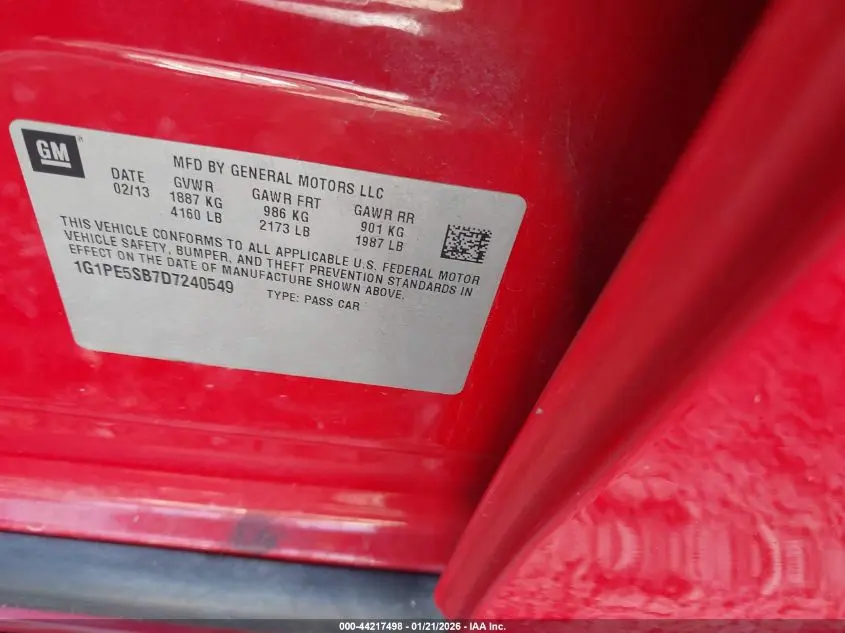 GM
MFD BY GENERAL MOTORS LLC
DATE GVWR GAWR FRT GAWR RR
02/13 1887 KG 986 KG 901 KG
4160 LB 2173 LB 1987 LB
THIS VEHICLE CONFORMS TO ALL APPLICABLE U.S. FEDERAL MOTOR
VEHICLE SAFETY, BUMPER, AND THEFT PREVENTION STANDARDS IN
EFFECT ON THE DATE OF MANUFACTURE SHOWN ABOVE.
1G1PE5SB7D7240549 TYPE: PASS CAR
000-44217498 - 01/21/2026 - IAA Inc.